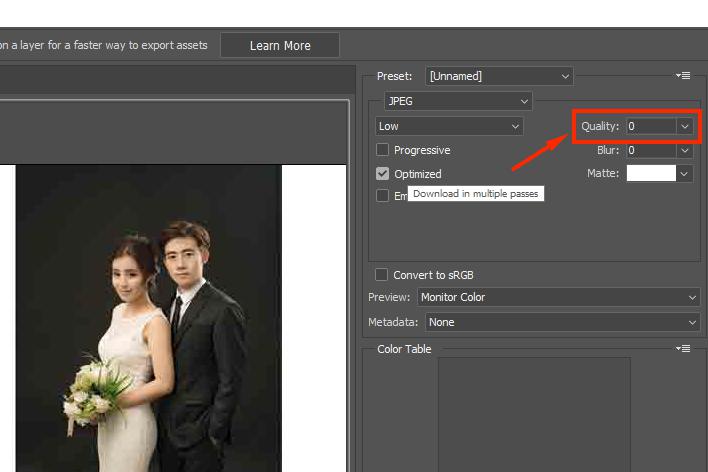 on a layer for a faster way to export assets
Learn More
Preset: [Unnamed]
JPEG
Low
Quality: 0
Progressive
Blur: 0
Optimized
Matte:
Download in multiple passes
Em
Convert to sRGB
Preview: Monitor Color
Metadata: None
Color Table